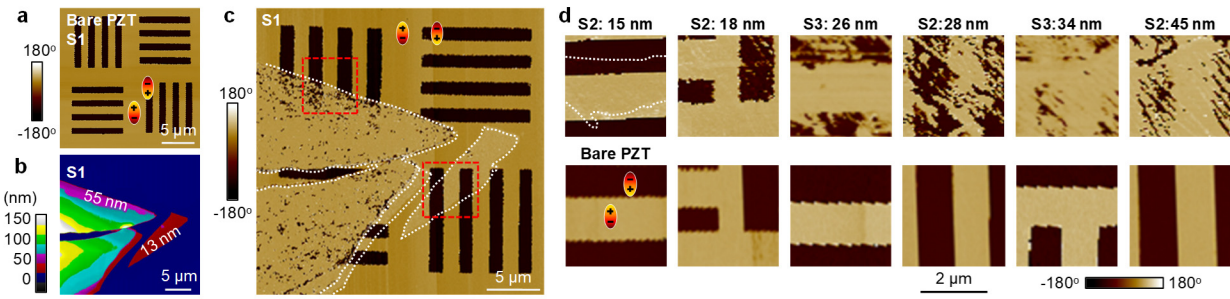 a
Bare PZT
S1
180°
-180°
5 µm
b
(nm)
150
100
50
0
S1
55 nm
13 nm
5 µm
c
S1
180°
-180°
5 µm
d
S2: 15 nm
S2: 18 nm
S3: 26 nm
S2:28 nm
S3:34 nm
S2:45 nm
Bare PZT
2 µm
-180°
180°